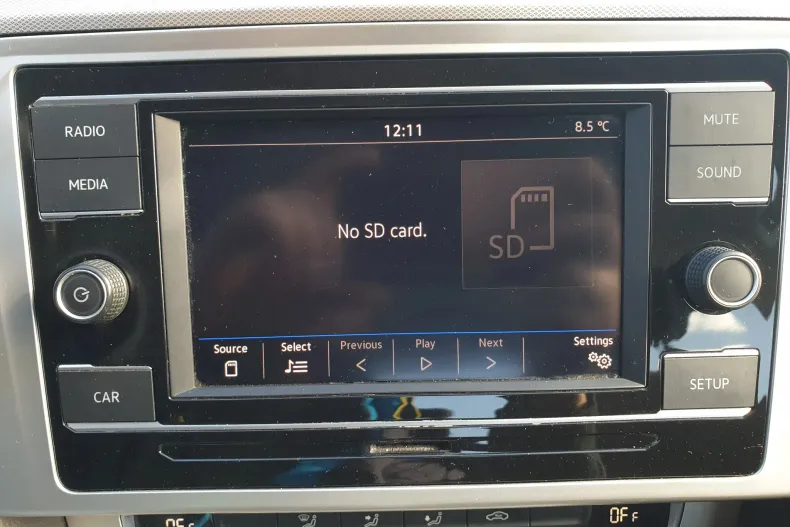 RADIO
MEDIA
CAR
12:11
8.5 °C
No SD card.
SD
Source
Select
Previous
Play
Next
Settings
MUTE
SOUND
SETUP
OFF
OFF